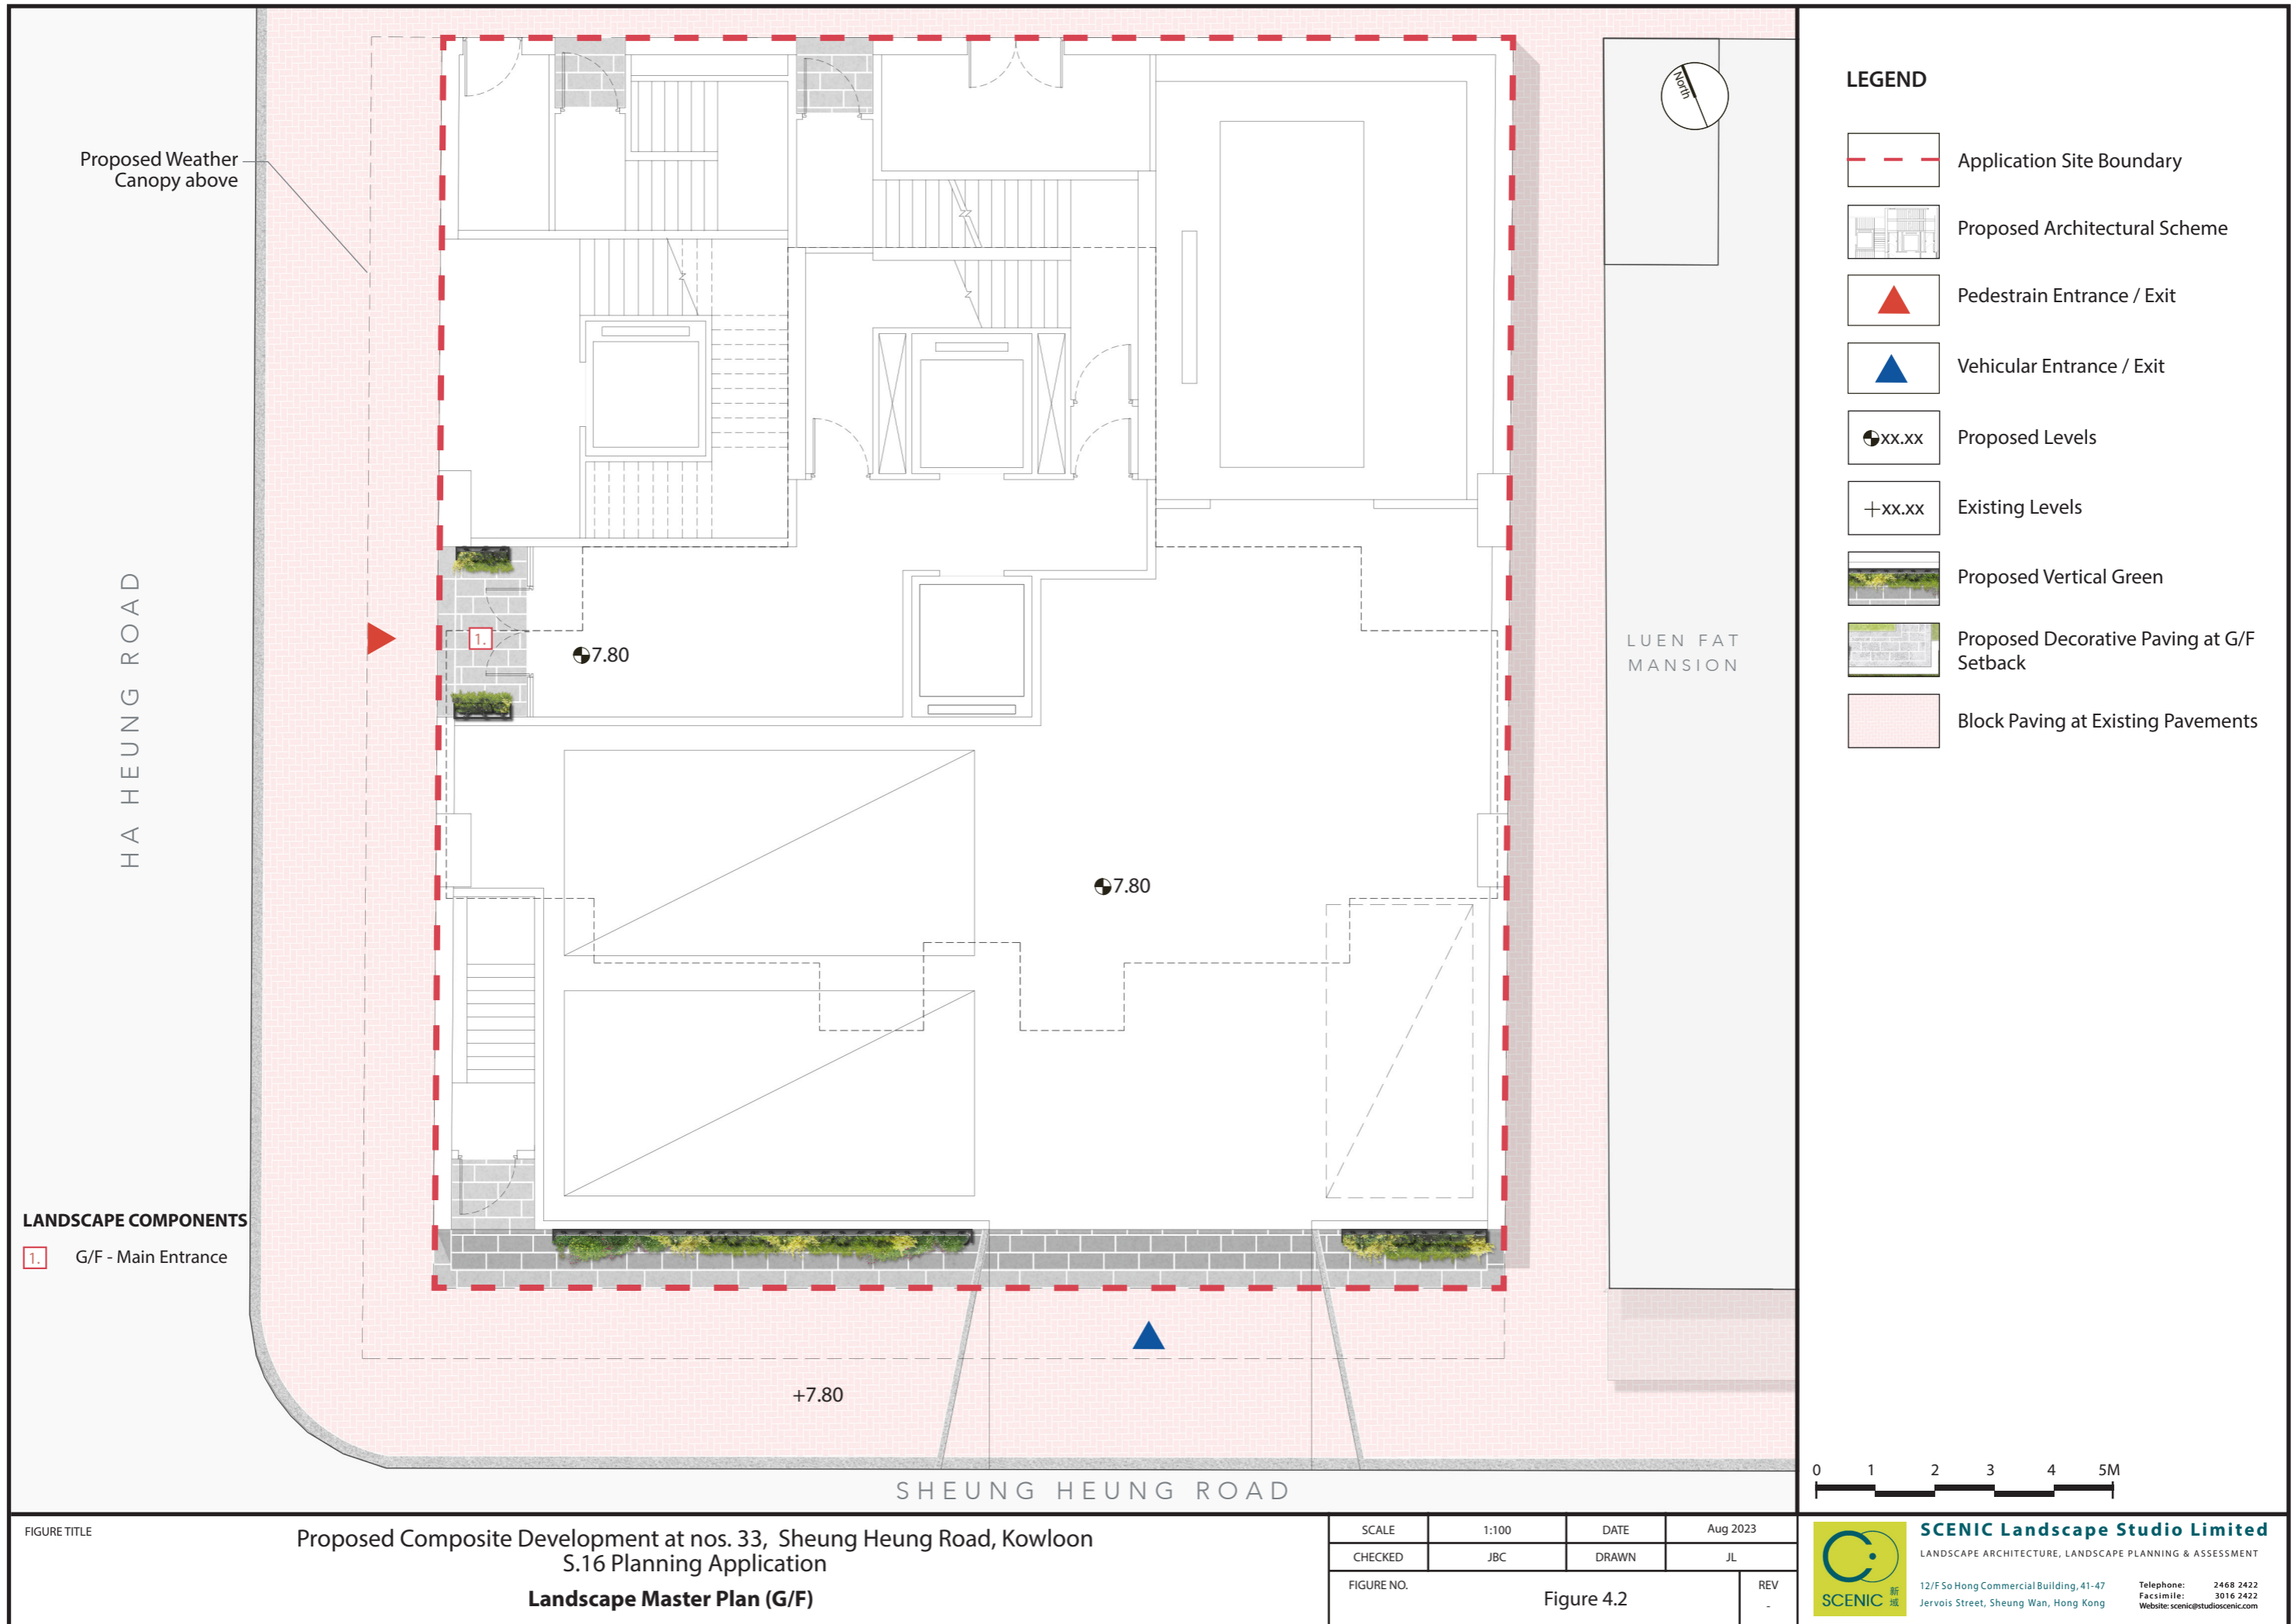 Proposed Weather
Canopy above
HA HEUNG ROAD
1.
7.80
7.80
+7.80
North
LUEN FAT
MANSION
SHEUNG HEUNG ROAD
LANDSCAPE COMPONENTS
1. G/F - Main Entrance
LEGEND
Application Site Boundary
Proposed Architectural Scheme
Pedestrain Entrance / Exit
Vehicular Entrance / Exit
xx.xx Proposed Levels
+xx.xx Existing Levels
Proposed Vertical Green
Proposed Decorative Paving at G/F
Setback
Block Paving at Existing Pavements
0 1 2 3 4 5M
FIGURE TITLE
Proposed Composite Development at nos. 33, Sheung Heung Road, Kowloon
S.16 Planning Application
Landscape Master Plan (G/F)
SCALE 1:100 DATE Aug 2023
CHECKED JBC DRAWN JL
FIGURE NO. Figure 4.2 REV -
SCENIC 新域
SCENIC Landscape Studio Limited
LANDSCAPE ARCHITECTURE, LANDSCAPE PLANNING & ASSESSMENT
12/F So Hong Commercial Building, 41-47
Jervois Street, Sheung Wan, Hong Kong
Telephone: 2468 2422
Facsimile: 3016 2422
Website: scenic@studioscenic.com